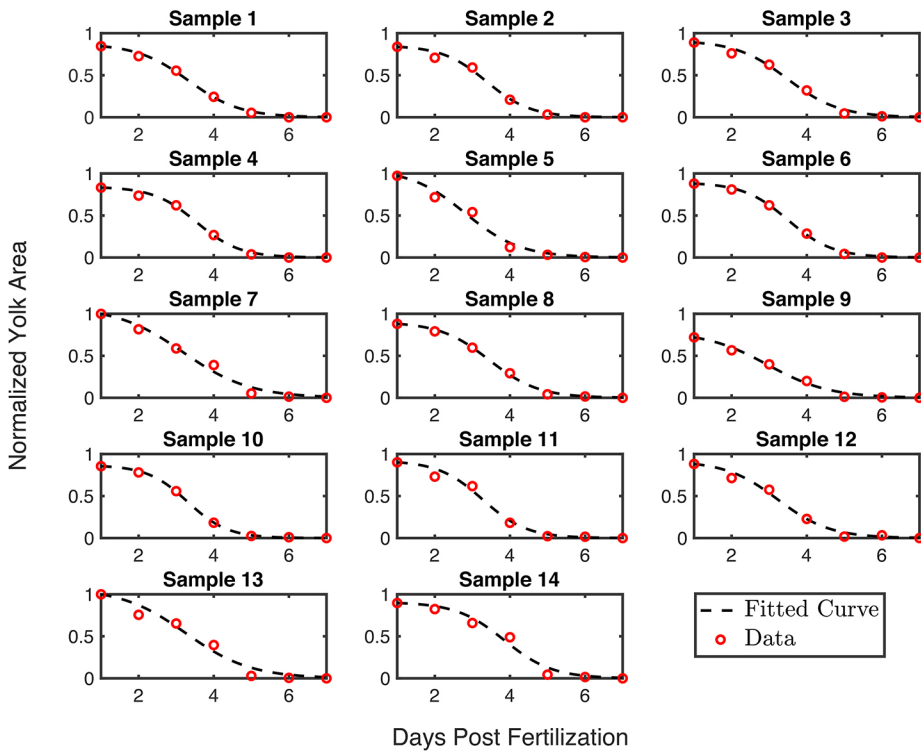 Sample 1 Sample 2 Sample 3
1 1 1
0.5 0.5 0.5
0 0 0
2 4 6 2 4 6 2 4 6
Sample 4 Sample 5 Sample 6
1 1 1
0.5 0.5 0.5
0 0 0
2 4 6 2 4 6 2 4 6
Sample 7 Sample 8 Sample 9
1 1 1
0.5 0.5 0.5
0 0 0
2 4 6 2 4 6 2 4 6
Sample 10 Sample 11 Sample 12
1 1 1
0.5 0.5 0.5
0 0 0
2 4 6 2 4 6 2 4 6
Sample 13 Sample 14
1 1
0.5 0.5
0 0
2 4 6 2 4 6
Fitted Curve
Data
Normalized Yolk Area
Days Post Fertilization